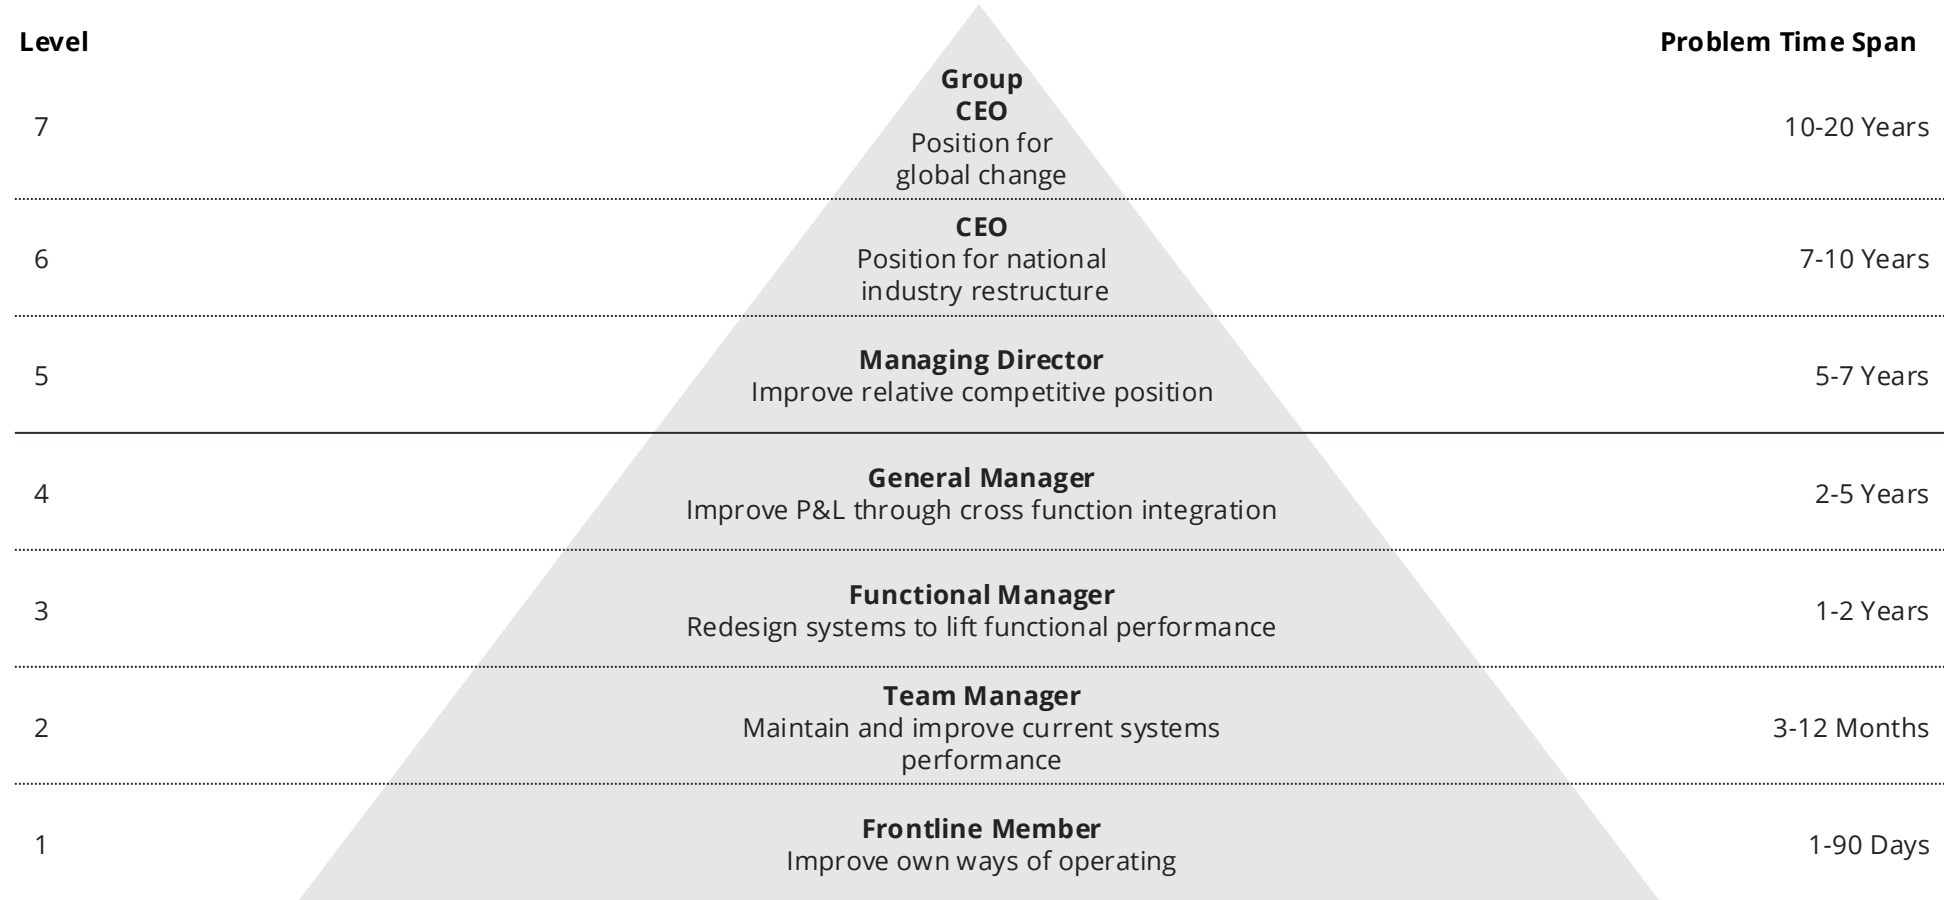 Level
Problem Time Span
7
Group
CEO
Position for
global change
10-20 Years
6
CEO
Position for national
industry restructure
7-10 Years
5
Managing Director
Improve relative competitive position
5-7 Years
4
General Manager
Improve P&L through cross function integration
2-5 Years
3
Functional Manager
Redesign systems to lift functional performance
1-2 Years
2
Team Manager
Maintain and improve current systems
performance
3-12 Months
1
Frontline Member
Improve own ways of operating
1-90 Days